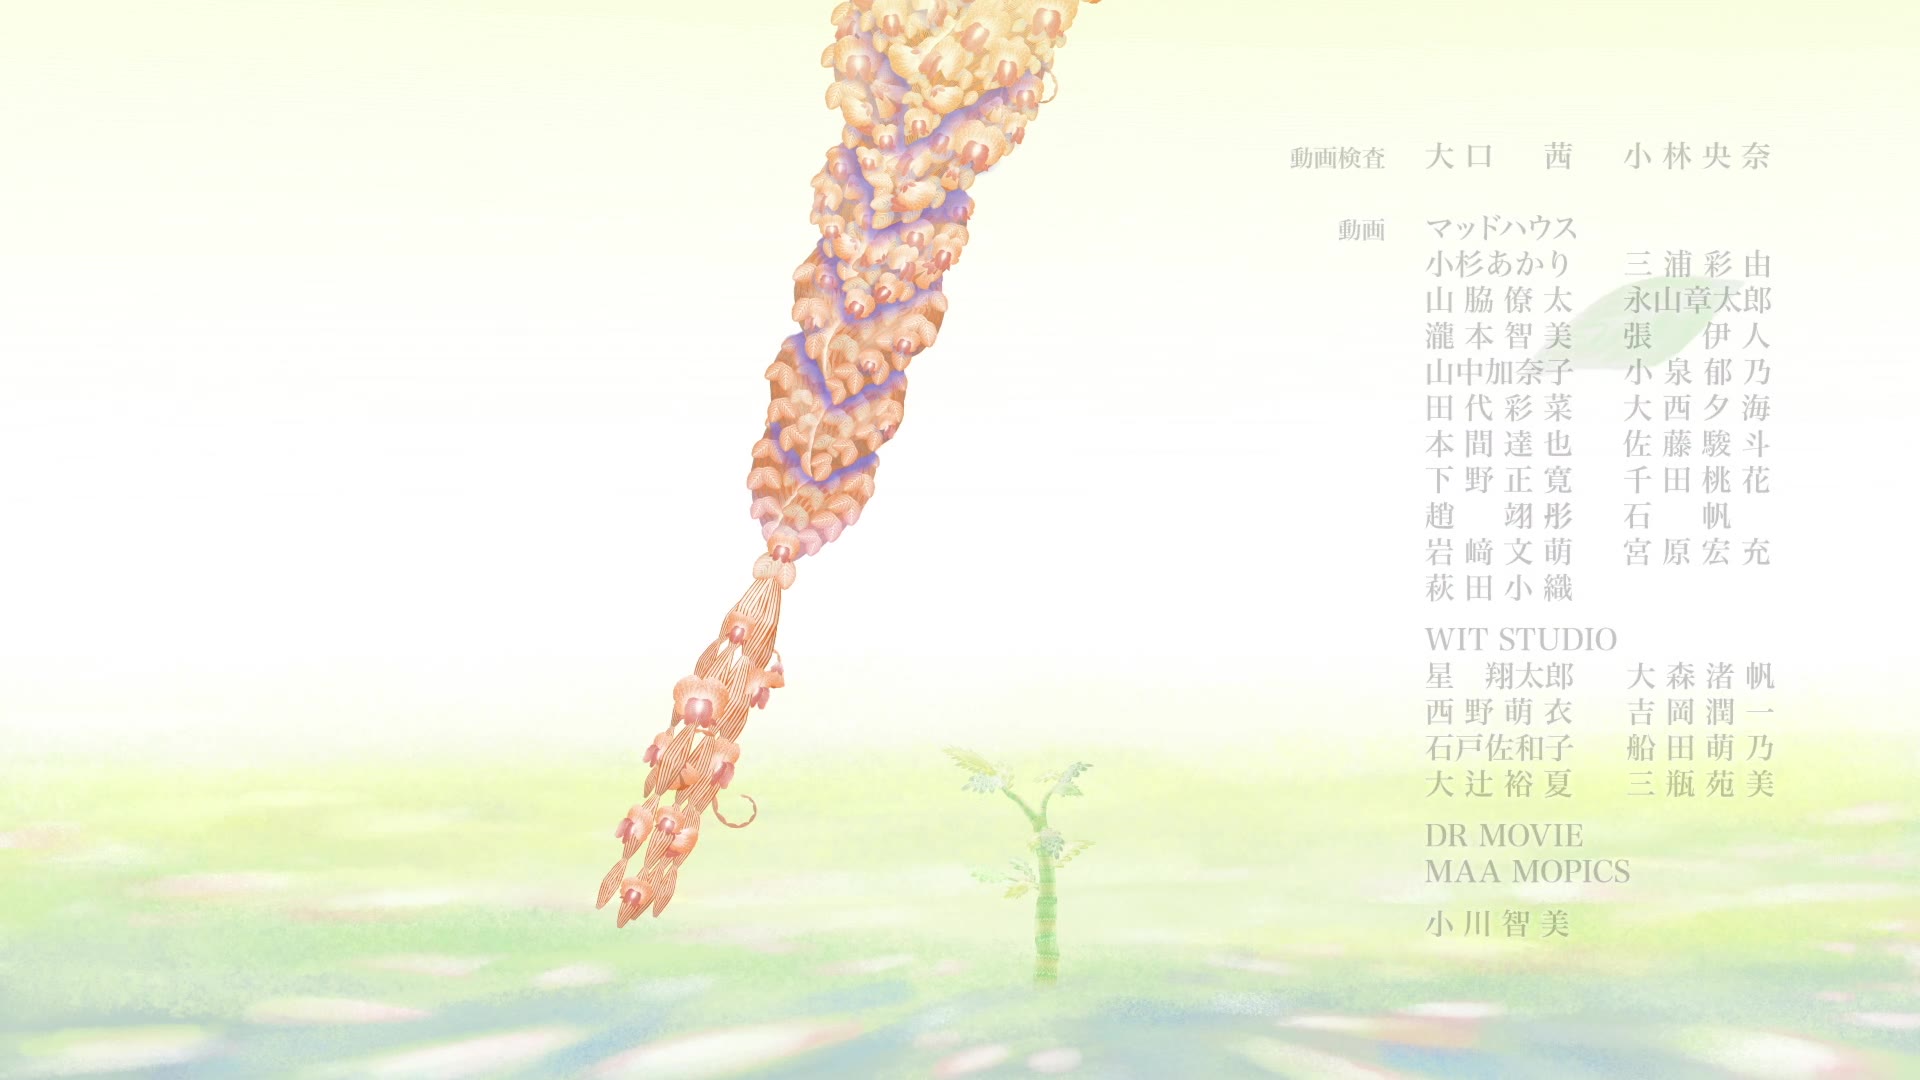 動画検査 大口 茜 小林央奈
動画 マッドハウス
小杉あかり 三浦彩由
山脇僚太 永山章太郎
瀧本智美 張 伊人
山中加奈子 小泉郁乃
田代彩菜 大西夕海
本間達也 佐藤駿斗
下野正寛 千田桃花
趙 翊彤 石 帆
岩﨑文萌 宮原宏充
萩田小織
WIT STUDIO
星 翔太郎 大森渚帆
西野萌衣 吉岡潤一
石戸佐和子 船田萌乃
大辻裕夏 三瓶苑美
DR MOVIE
MAA MOPICS
小川智美